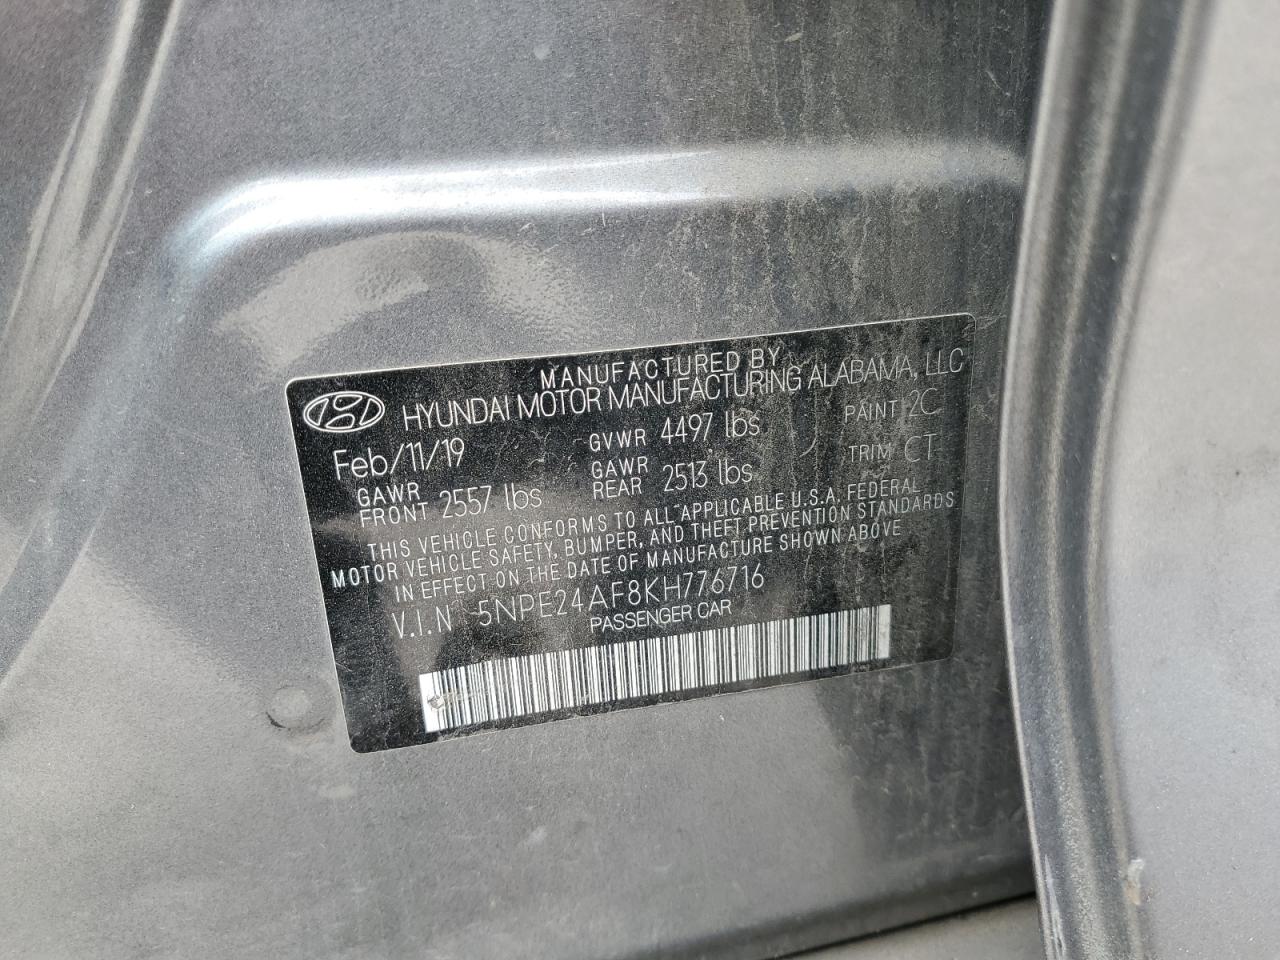 MANUFACTURED BY
HYUNDAI MOTOR MANUFACTURING ALABAMA, LLC
Feb/11/19 GVWR 4497 lbs PAINT 2C
GAWR FRONT 2557 lbs GAWR REAR 2513 lbs TRIM CT
THIS VEHICLE CONFORMS TO ALL APPLICABLE U.S.A. FEDERAL
MOTOR VEHICLE SAFETY, BUMPER, AND THEFT PREVENTION STANDARDS
IN EFFECT ON THE DATE OF MANUFACTURE SHOWN ABOVE
V.I.N 5NPE24AF8KH776716
PASSENGER CAR